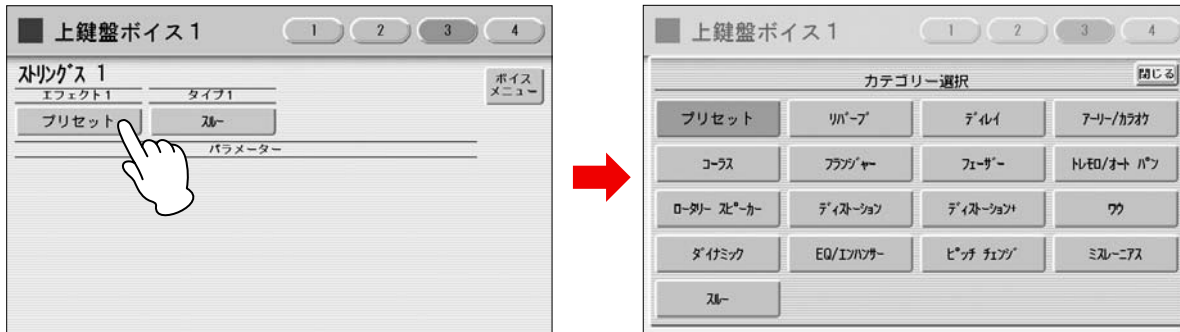 上鍵盤ボイス1 1 2 3 4
ストリングス 1
エフェクト1 タイプ1
ボイス
メニュー
プリセット スルー
パラメーター
上鍵盤ボイス1 1 2 3 4
カテゴリー選択 閉じる
プリセット リバーブ ディレイ アーリー/カラオケ
コーラス フランジャー フェーザー トレモロ/オート パン
ロータリー スピーカー ディストーション ディストーション+ ワウ
ダイナミック EQ/エンハンサー ピッチ チェンジ ミスレーニアス
スルー